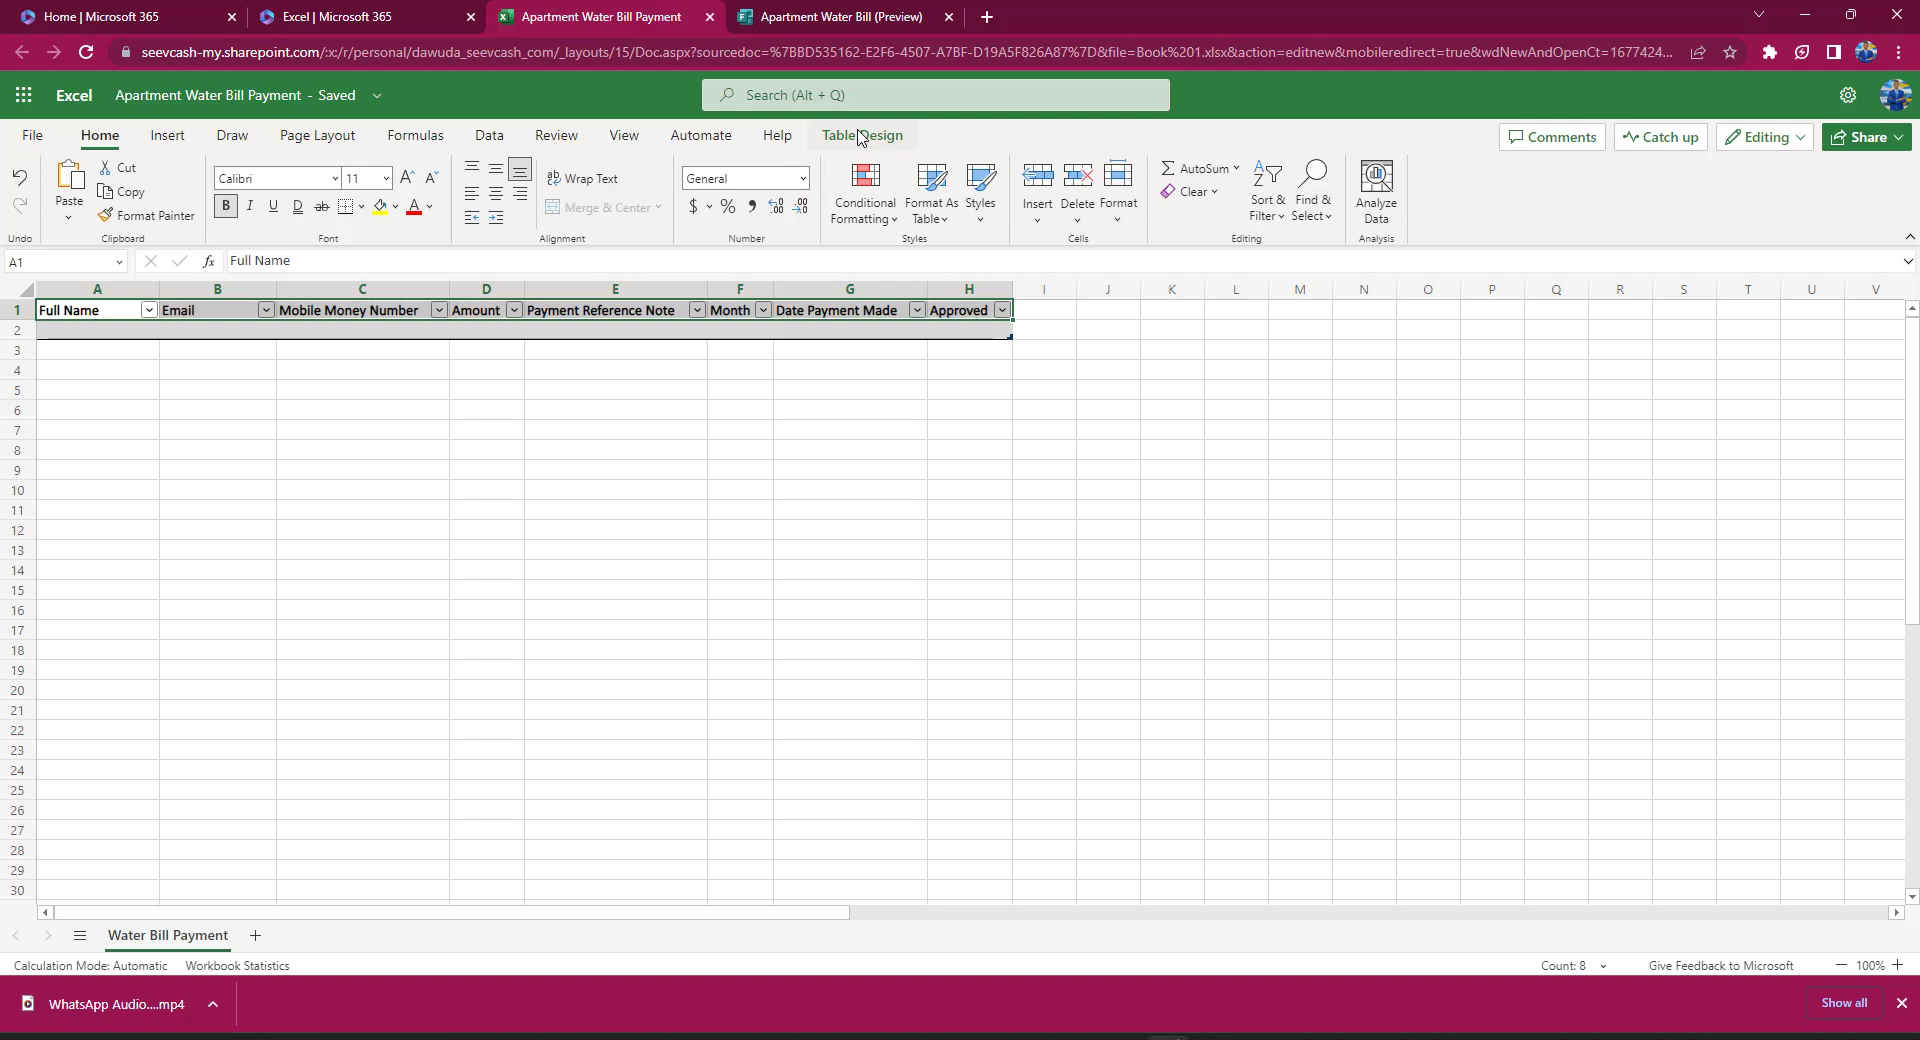 Home | Microsoft 365
Excel | Microsoft 365
Apartment Water Bill Payment
Apartment Water Bill (Preview)
seevcash-my.sharepoint.com/:x:/r/personal/dawuda_seevcash_com/_layouts/15/Doc.aspx?sourcedoc=%7BBD535162-E2F6-4507-A7BF-D19A5F826A87%7D&file=Book%201.xlsx&action=editnew&mobileredirect=true&wdNewAndOpenCt=1677424...
Excel Apartment Water Bill Payment - Saved
Search (Alt + Q)
File Home Insert Draw Page Layout Formulas Data Review View Automate Help Table Design
Comments Catch up Editing Share
Paste Cut Copy Format Painter
Calibri 11
B I U D ab A
Wrap Text
Merge & Center
General
$ %
Conditional Formatting
Format As Table
Styles
Insert Delete Format
AutoSum
Clear
Sort & Filter
Find & Select
Analyze Data
Undo Clipboard Font Alignment Number Styles Cells Editing Analysis
A1 fx Full Name
A B C D E F G H I J K L M N O P Q R S T U V
1 Full Name Email Mobile Money Number Amount Payment Reference Note Month Date Payment Made Approved
2
3
4
5
6
7
8
9
10
11
12
13
14
15
16
17
18
19
20
21
22
23
24
25
26
27
28
29
30
Water Bill Payment
Calculation Mode: Automatic Workbook Statistics
Count: 8 Give Feedback to Microsoft 100%
WhatsApp Audio....mp4
Show all